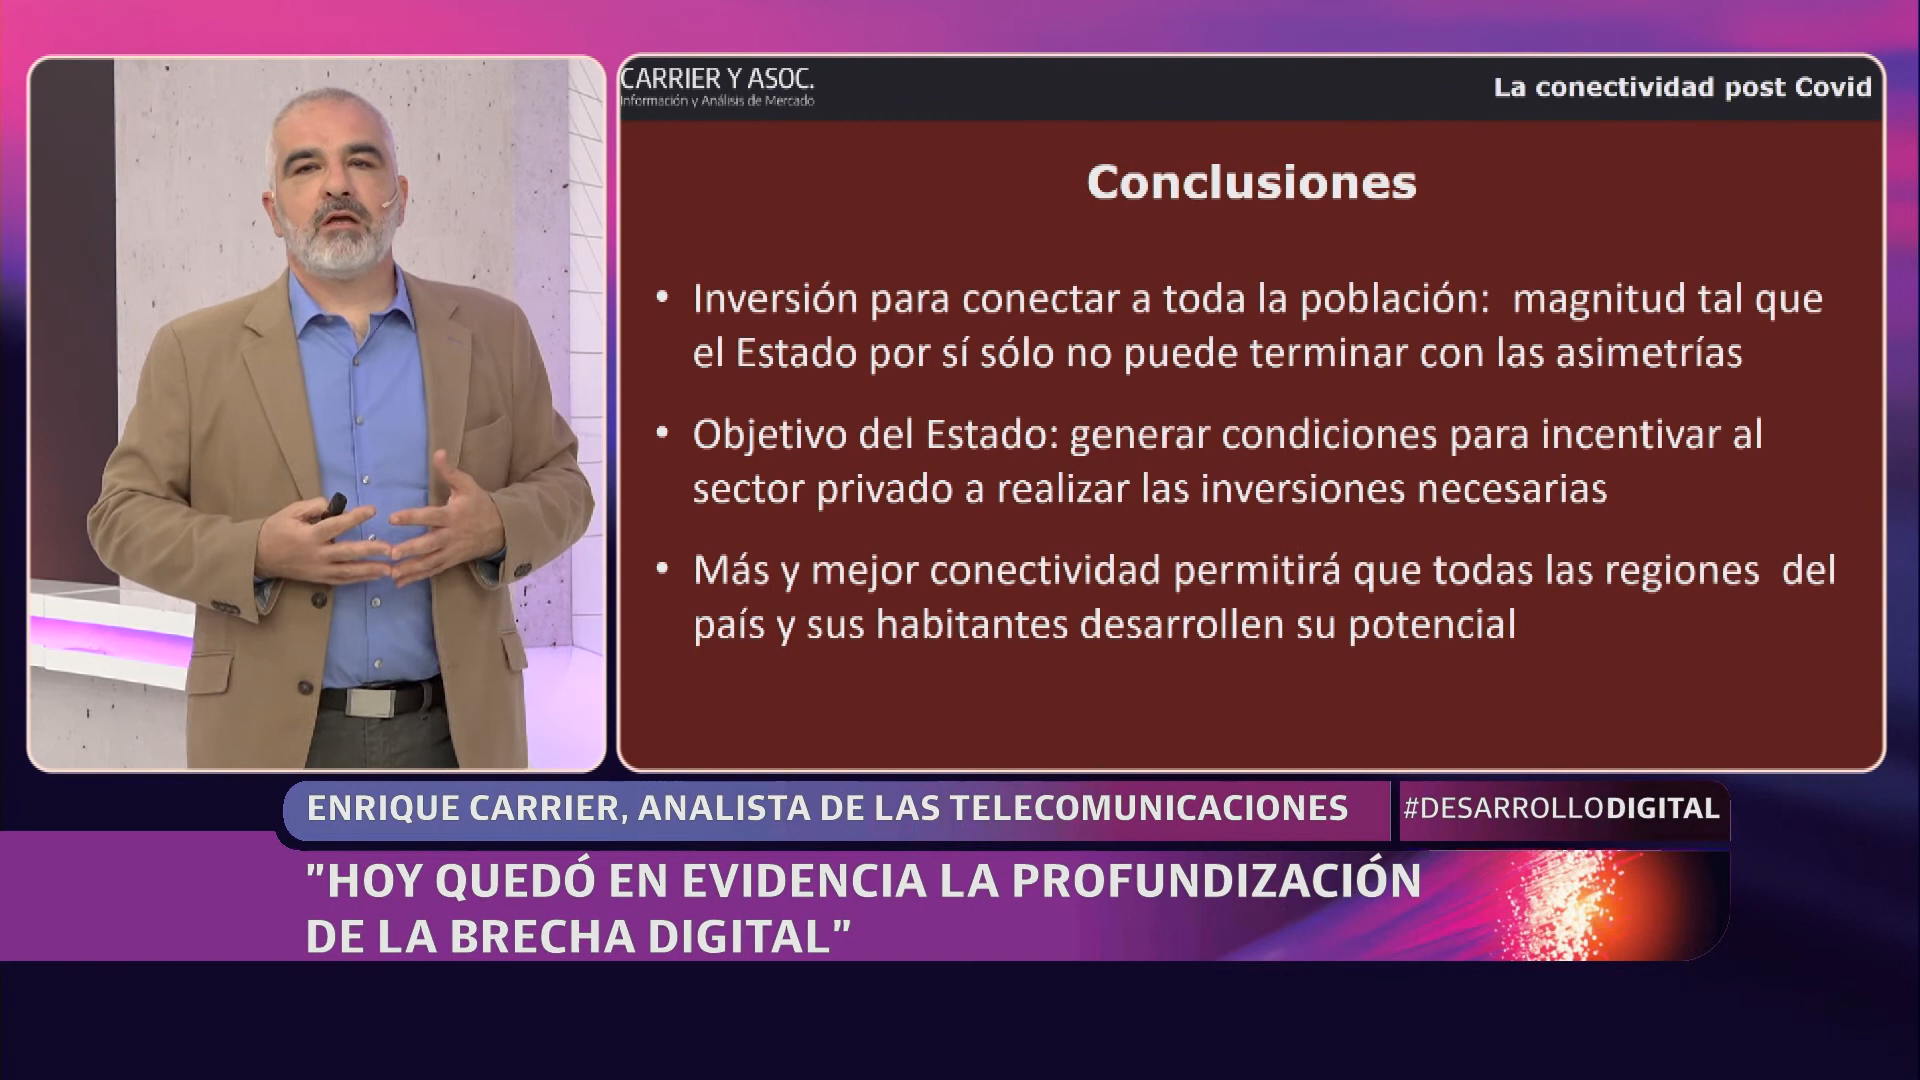 CARRIER Y ASOC.
Información y Análisis de Mercado
La conectividad post Covid
Conclusiones
• Inversión para conectar a toda la población: magnitud tal que
el Estado por sí sólo no puede terminar con las asimetrías
• Objetivo del Estado: generar condiciones para incentivar al
sector privado a realizar las inversiones necesarias
• Más y mejor conectividad permitirá que todas las regiones del
país y sus habitantes desarrollen su potencial
ENRIQUE CARRIER, ANALISTA DE LAS TELECOMUNICACIONES
#DESARROLLODIGITAL
"HOY QUEDÓ EN EVIDENCIA LA PROFUNDIZACIÓN
DE LA BRECHA DIGITAL"